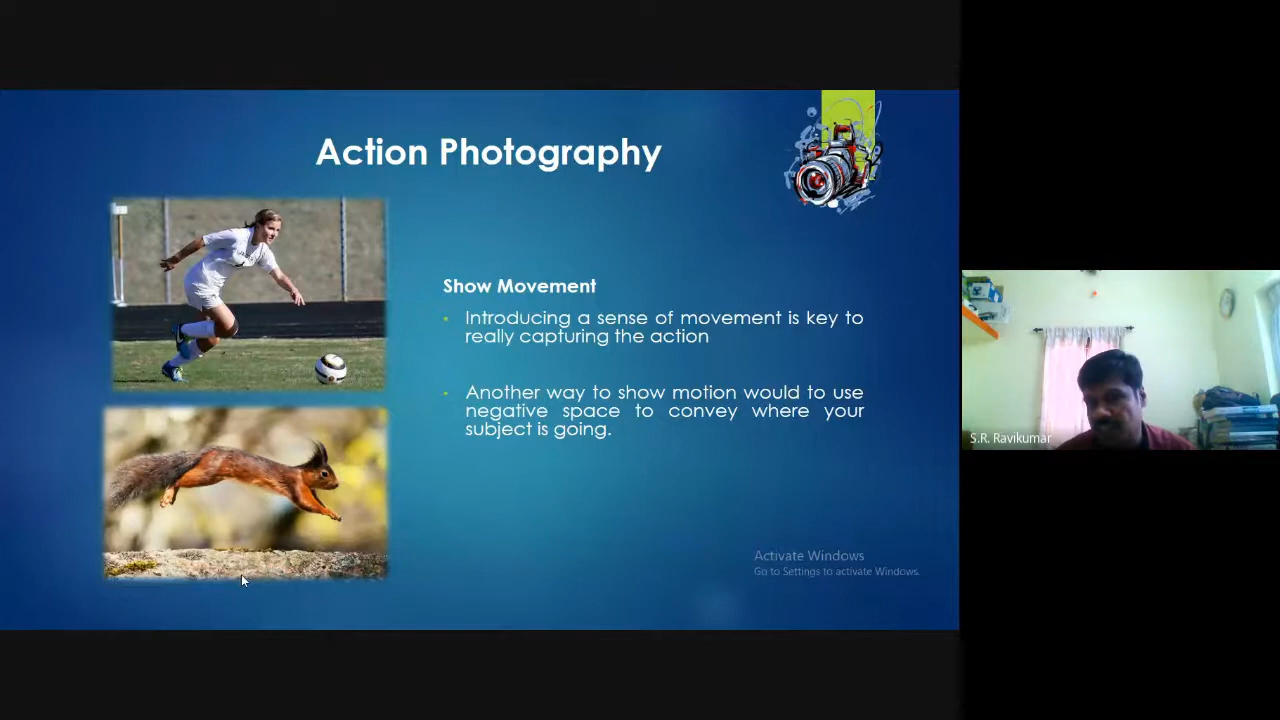 Action Photography
Show Movement
Introducing a sense of movement is key to
really capturing the action
Another way to show motion would to use
negative space to convey where your
subject is going.
Activate Windows
Go to Settings to activate Windows.
S.R. Ravikumar